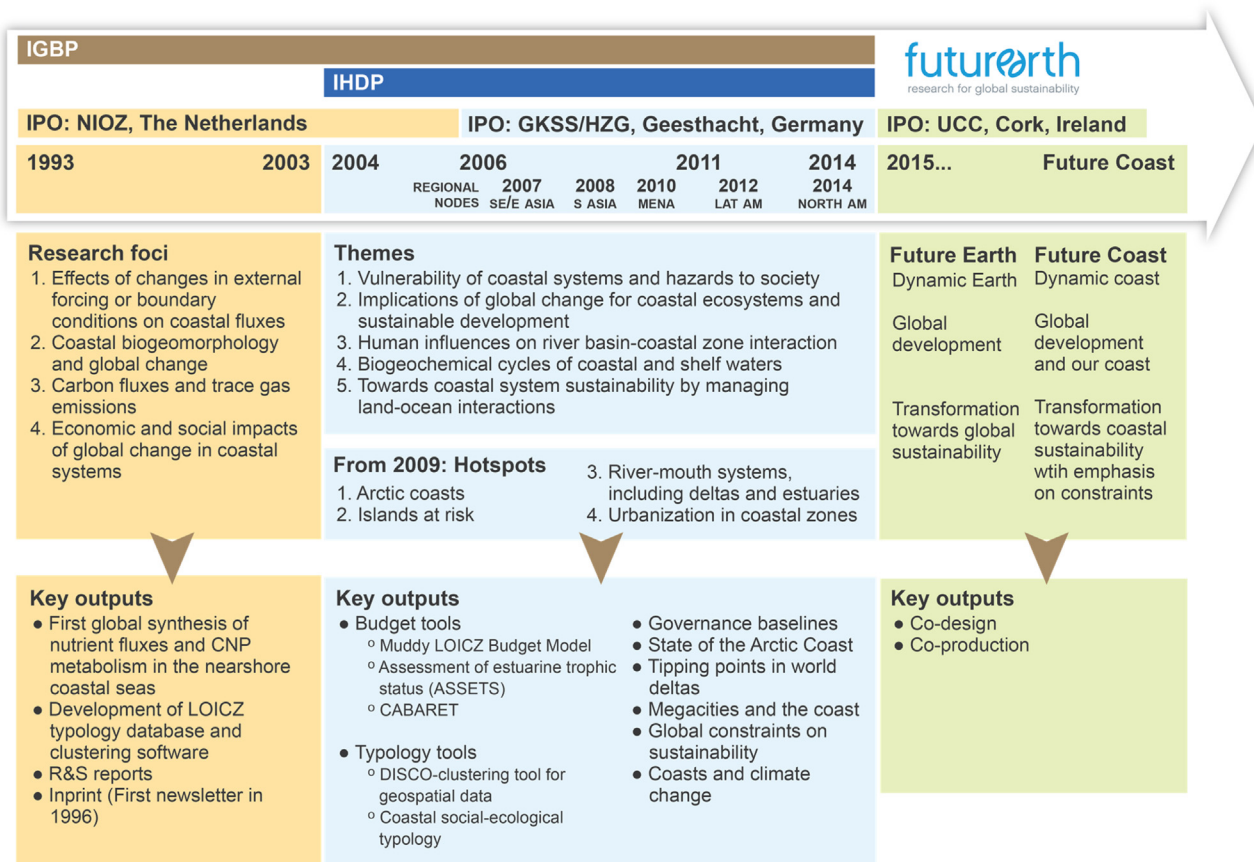 IGBP
IHDP
futurearth
research for global sustainability
IPO: NIOZ, The Netherlands
IPO: GKSS/HZG, Geesthacht, Germany
IPO: UCC, Cork, Ireland
1993 2003
2004 2006 2011 2014
2015... Future Coast
REGIONAL NODES
2007 SE/E ASIA
2008 S ASIA
2010 MENA
2012 LAT AM
2014 NORTH AM
Research foci
1. Effects of changes in external
forcing or boundary
conditions on coastal fluxes
2. Coastal biogeomorphology
and global change
3. Carbon fluxes and trace gas
emissions
4. Economic and social impacts
of global change in coastal
systems
Themes
1. Vulnerability of coastal systems and hazards to society
2. Implications of global change for coastal ecosystems and
sustainable development
3. Human influences on river basin-coastal zone interaction
4. Biogeochemical cycles of coastal and shelf waters
5. Towards coastal system sustainability by managing
land-ocean interactions
From 2009: Hotspots
1. Arctic coasts
2. Islands at risk
3. River-mouth systems,
including deltas and estuaries
4. Urbanization in coastal zones
Future Earth
Dynamic Earth
Global
development
Transformation
towards global
sustainability
Future Coast
Dynamic coast
Global
development
and our coast
Transformation
towards coastal
sustainability
wtih emphasis
on constraints
Key outputs
● First global synthesis of
nutrient fluxes and CNP
metabolism in the nearshore
coastal seas
● Development of LOICZ
typology database and
clustering software
● R&S reports
● Inprint (First newsletter in
1996)
Key outputs
● Budget tools
o Muddy LOICZ Budget Model
o Assessment of estuarine trophic
status (ASSETS)
o CABARET
● Typology tools
o DISCO-clustering tool for
geospatial data
o Coastal social-ecological
typology
● Governance baselines
● State of the Arctic Coast
● Tipping points in world
deltas
● Megacities and the coast
● Global constraints on
sustainability
● Coasts and climate
change
Key outputs
● Co-design
● Co-production